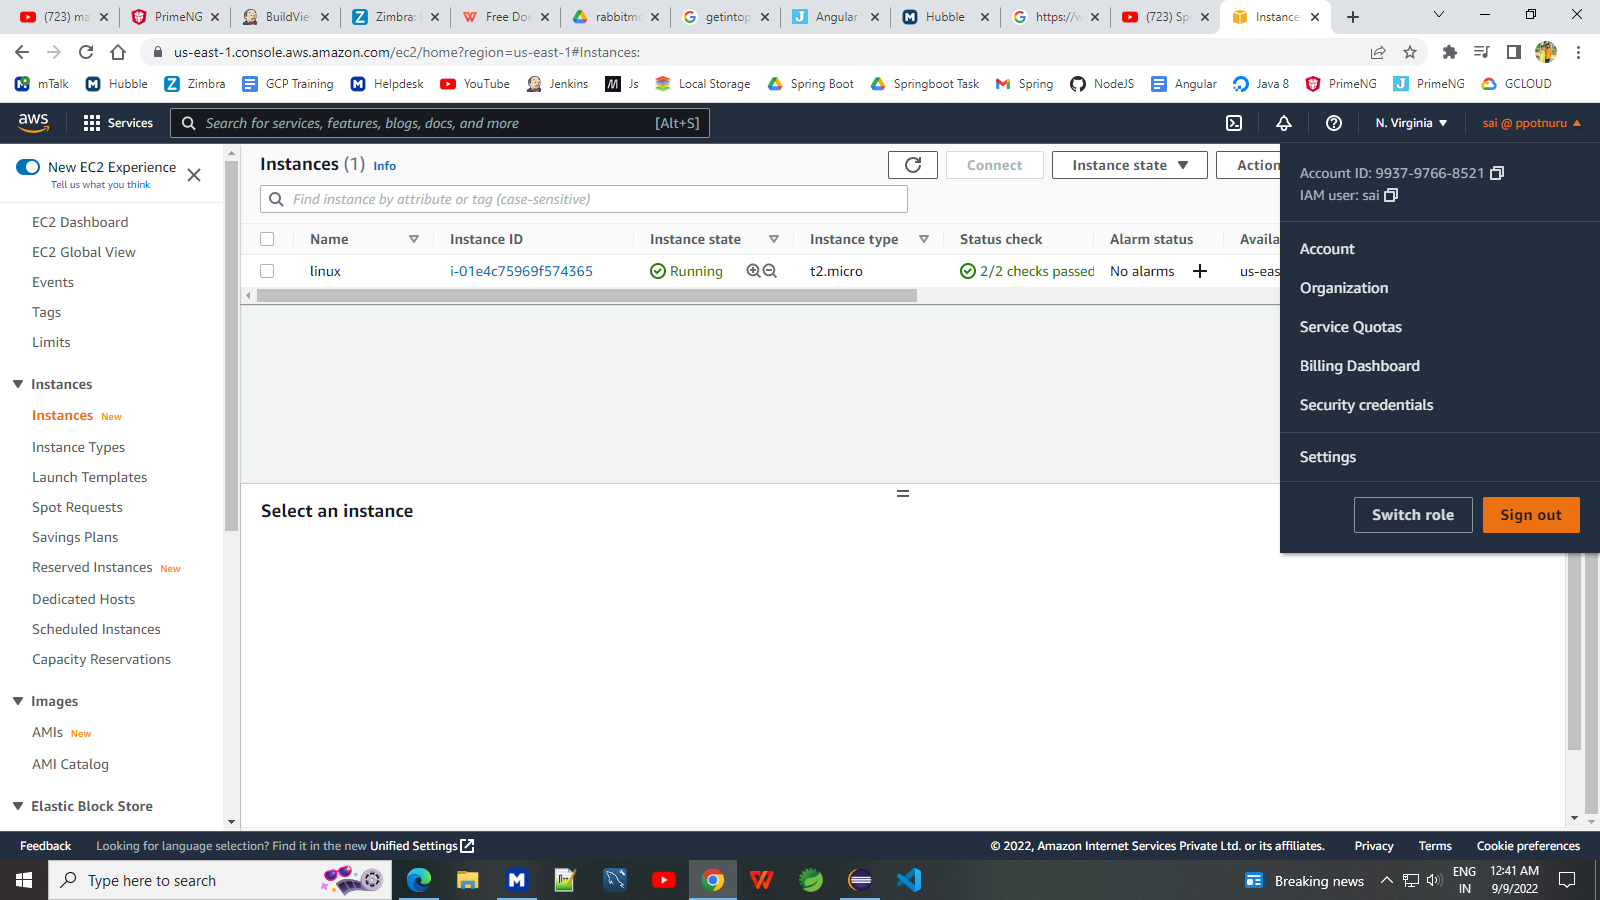 (723) ma
PrimeNG
BuildVie
Zimbra:
Free Dow
rabbitmo
getintop
Angular
Hubble
https://w
(723) Sp
Instance
us-east-1.console.aws.amazon.com/ec2/home?region=us-east-1#Instances:
mTalk
Hubble
Zimbra
GCP Training
Helpdesk
YouTube
Jenkins
Js
Local Storage
Spring Boot
Springboot Task
Spring
NodeJS
Angular
Java 8
PrimeNG
PrimeNG
GCLOUD
aws
Services
Search for services, features, blogs, docs, and more
[Alt+S]
N. Virginia
sai @ ppotnuru
New EC2 Experience
Tell us what you think
EC2 Dashboard
EC2 Global View
Events
Tags
Limits
Instances
Instances New
Instance Types
Launch Templates
Spot Requests
Savings Plans
Reserved Instances New
Dedicated Hosts
Scheduled Instances
Capacity Reservations
Images
AMIs New
AMI Catalog
Elastic Block Store
Instances (1) Info
Connect
Instance state
Action
Find instance by attribute or tag (case-sensitive)
Name
Instance ID
Instance state
Instance type
Status check
Alarm status
Availa
linux
i-01e4c75969f574365
Running
t2.micro
2/2 checks passed
No alarms
us-eas
Select an instance
Account ID: 9937-9766-8521
IAM user: sai
Account
Organization
Service Quotas
Billing Dashboard
Security credentials
Settings
Switch role
Sign out
Feedback
Looking for language selection? Find it in the new Unified Settings
© 2022, Amazon Internet Services Private Ltd. or its affiliates.
Privacy
Terms
Cookie preferences
Type here to search
Breaking news
ENG
IN
12:41 AM
9/9/2022